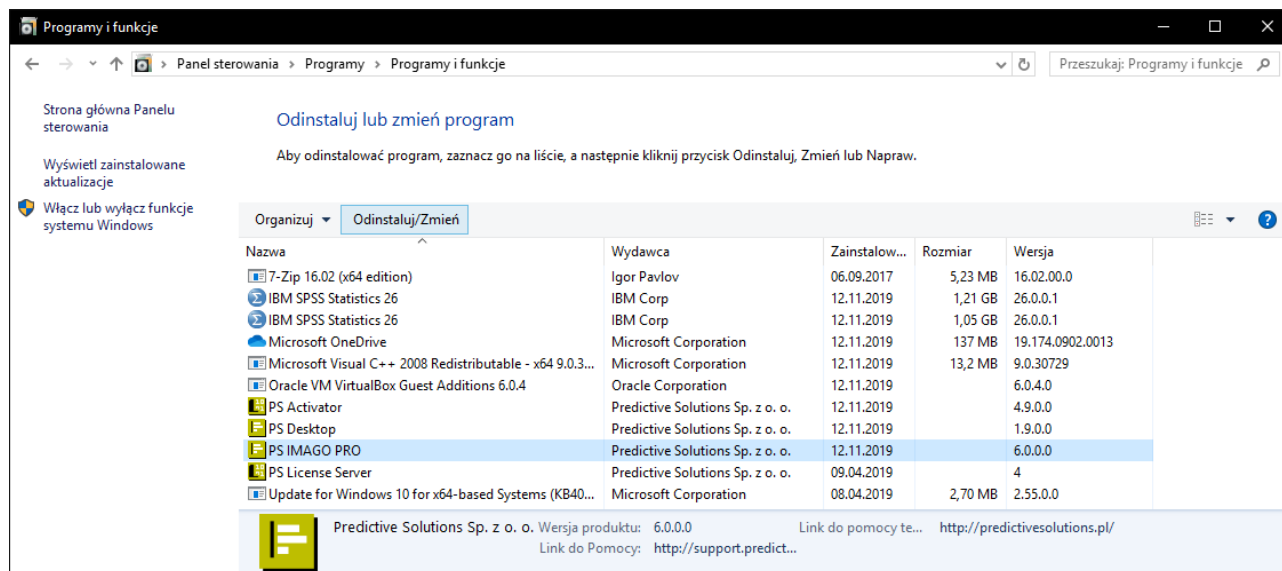 Programy i funkcje
Panel sterowania > Programy > Programy i funkcje
Przeszukaj: Programy i funkcje
Strona główna Panelu
sterowania
Wyświetl zainstalowane
aktualizacje
Włącz lub wyłącz funkcje
systemu Windows
Odinstaluj lub zmień program
Aby odinstalować program, zaznacz go na liście, a następnie kliknij przycisk Odinstaluj, Zmień lub Napraw.
Organizuj Odinstaluj/Zmień
Nazwa Wydawca Zainstalow... Rozmiar Wersja
7-Zip 16.02 (x64 edition) Igor Pavlov 06.09.2017 5,23 MB 16.02.00.0
IBM SPSS Statistics 26 IBM Corp 12.11.2019 1,21 GB 26.0.0.1
IBM SPSS Statistics 26 IBM Corp 12.11.2019 1,05 GB 26.0.0.1
Microsoft OneDrive Microsoft Corporation 12.11.2019 137 MB 19.174.0902.0013
Microsoft Visual C++ 2008 Redistributable - x64 9.0.3... Microsoft Corporation 12.11.2019 13,2 MB 9.0.30729
Oracle VM VirtualBox Guest Additions 6.0.4 Oracle Corporation 12.11.2019 6.0.4.0
PS Activator Predictive Solutions Sp. z o. o. 12.11.2019 4.9.0.0
PS Desktop Predictive Solutions Sp. z o. o. 12.11.2019 1.9.0.0
PS IMAGO PRO Predictive Solutions Sp. z o. o. 12.11.2019 6.0.0.0
PS License Server Predictive Solutions Sp. z o. o. 09.04.2019 4
Update for Windows 10 for x64-based Systems (KB40... Microsoft Corporation 08.04.2019 2,70 MB 2.55.0.0
Predictive Solutions Sp. z o. o. Wersja produktu: 6.0.0.0 Link do pomocy te... http://predictivesolutions.pl/
Link do Pomocy: http://support.predict...